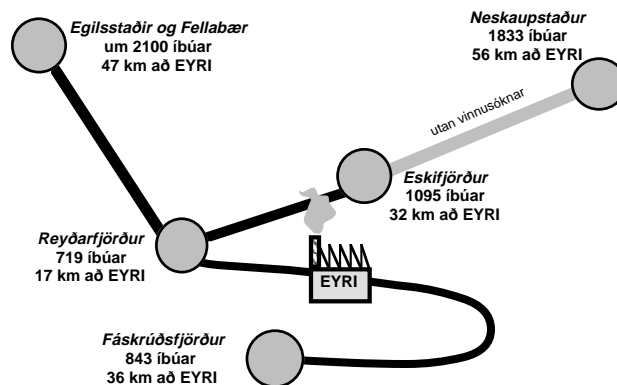 Egilsstaðir og Fellabær
um 2100 íbúar
47 km að EYRI
Neskaupstaður
1833 íbúar
56 km að EYRI
utan vinnusóknar
Eskifjörður
1095 íbúar
32 km að EYRI
Reyðarfjörður
719 íbúar
17 km að EYRI
EYRI
Fáskrúðsfjörður
843 íbúar
36 km að EYRI